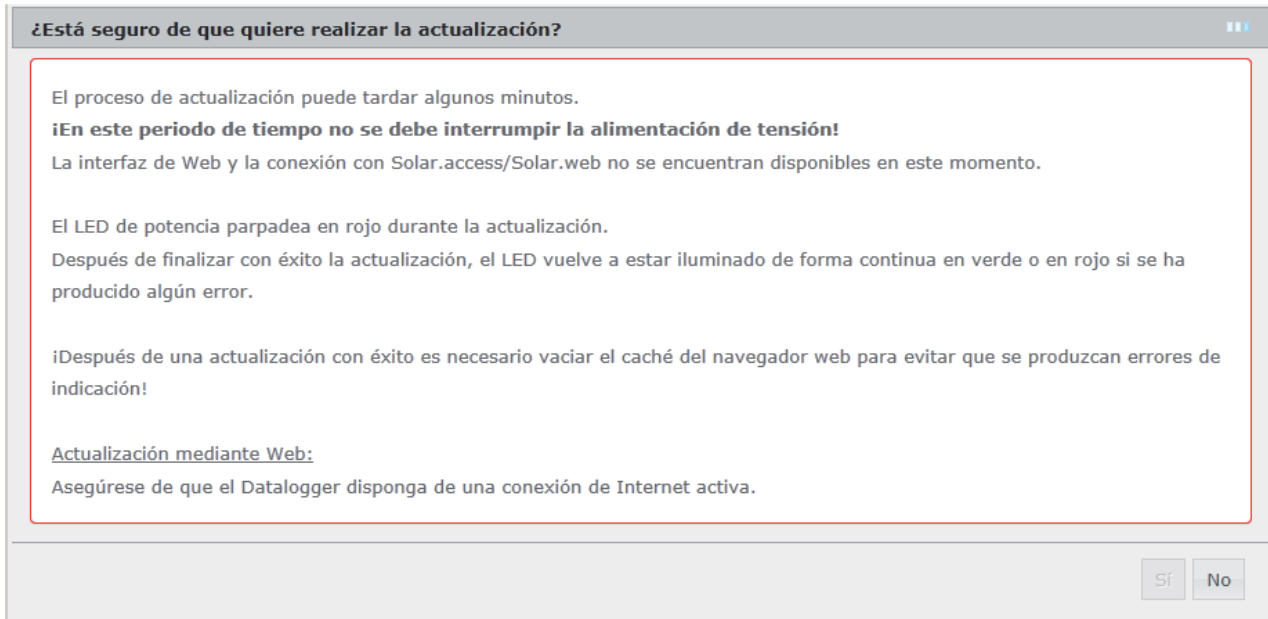 ¿Está seguro de que quiere realizar la actualización?
El proceso de actualización puede tardar algunos minutos.
¡En este periodo de tiempo no se debe interrumpir la alimentación de tensión!
La interfaz de Web y la conexión con Solar.access/Solar.web no se encuentran disponibles en este momento.
El LED de potencia parpadea en rojo durante la actualización.
Después de finalizar con éxito la actualización, el LED vuelve a estar iluminado de forma continua en verde o en rojo si se ha
producido algún error.
¡Después de una actualización con éxito es necesario vaciar el caché del navegador web para evitar que se produzcan errores de
indicación!
Actualización mediante Web:
Asegúrese de que el Datalogger disponga de una conexión de Internet activa.
Sí No